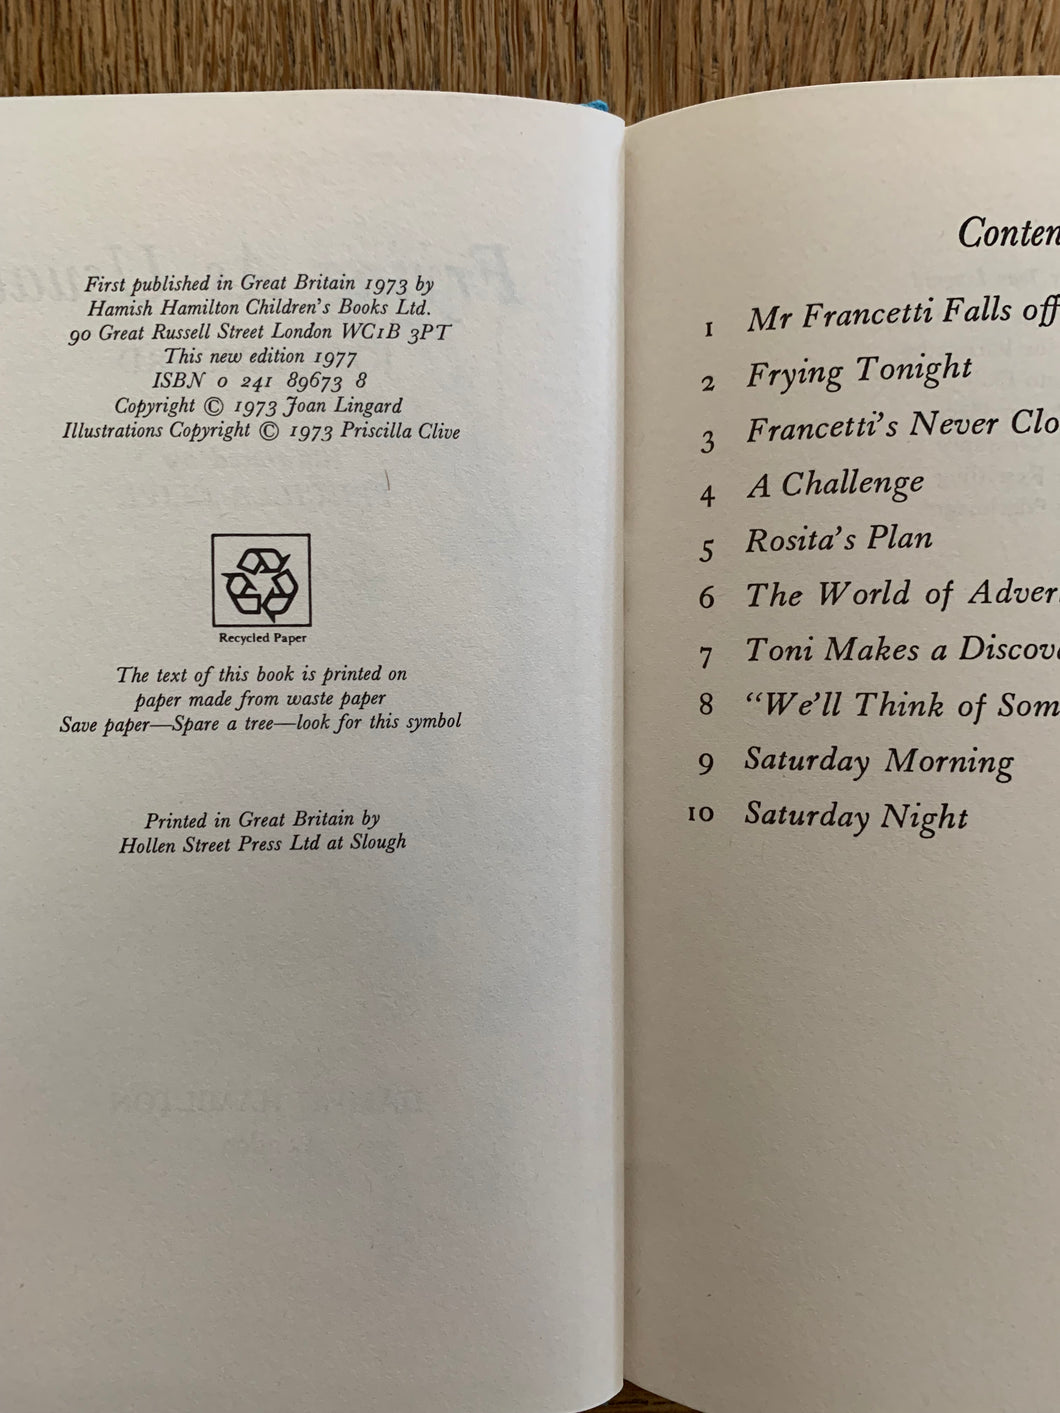 First published in Great Britain 1973 by
Hamish Hamilton Children's Books Ltd.
90 Great Russell Street London WC1B 3PT
This new edition 1977
ISBN 0 241 89673 8
Copyright © 1973 Joan Lingard
Illustrations Copyright © 1973 Priscilla Clive
Recycled Paper
The text of this book is printed on
paper made from waste paper
Save paper—Spare a tree—look for this symbol
Printed in Great Britain by
Hollen Street Press Ltd at Slough
Conten
1 Mr Francetti Falls off
2 Frying Tonight
3 Francetti's Never Clo
4 A Challenge
5 Rosita's Plan
6 The World of Adver
7 Toni Makes a Discov
8 "We'll Think of Som
9 Saturday Morning
10 Saturday Night